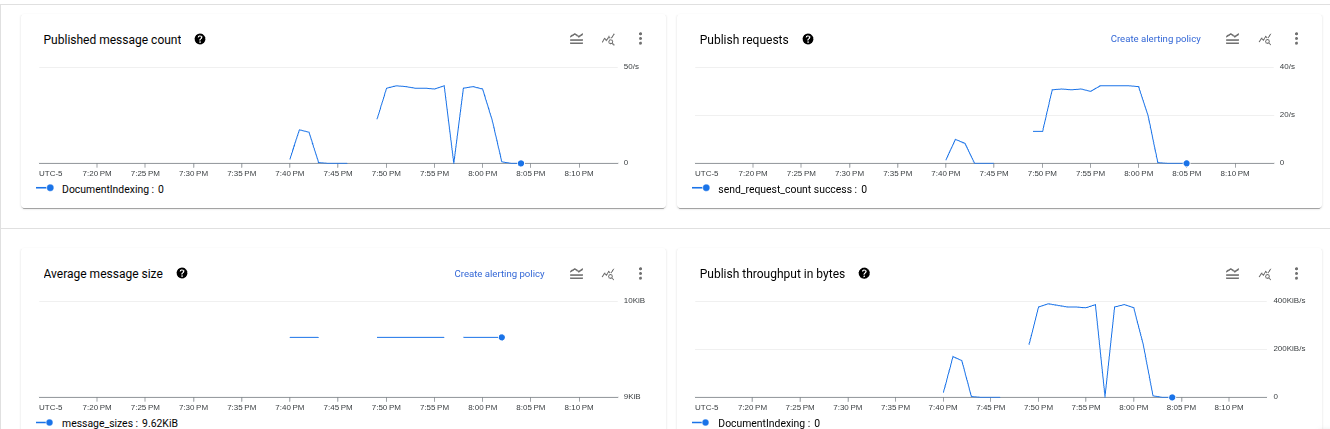 Published message count
50/s
0
UTC-5 7:20 PM 7:25 PM 7:30 PM 7:35 PM 7:40 PM 7:45 PM 7:50 PM 7:55 PM 8:00 PM 8:05 PM 8:10 PM
DocumentIndexing : 0
Publish requests
Create alerting policy
40/s
20/s
0
UTC-5 7:20 PM 7:25 PM 7:30 PM 7:35 PM 7:40 PM 7:45 PM 7:50 PM 7:55 PM 8:00 PM 8:05 PM 8:10 PM
send_request_count success : 0
Average message size
Create alerting policy
10KiB
9KiB
UTC-5 7:20 PM 7:25 PM 7:30 PM 7:35 PM 7:40 PM 7:45 PM 7:50 PM 7:55 PM 8:00 PM 8:05 PM 8:10 PM
message_sizes : 9.62KiB
Publish throughput in bytes
400KiB/s
200KiB/s
0
UTC-5 7:20 PM 7:25 PM 7:30 PM 7:35 PM 7:40 PM 7:45 PM 7:50 PM 7:55 PM 8:00 PM 8:05 PM 8:10 PM
DocumentIndexing : 0